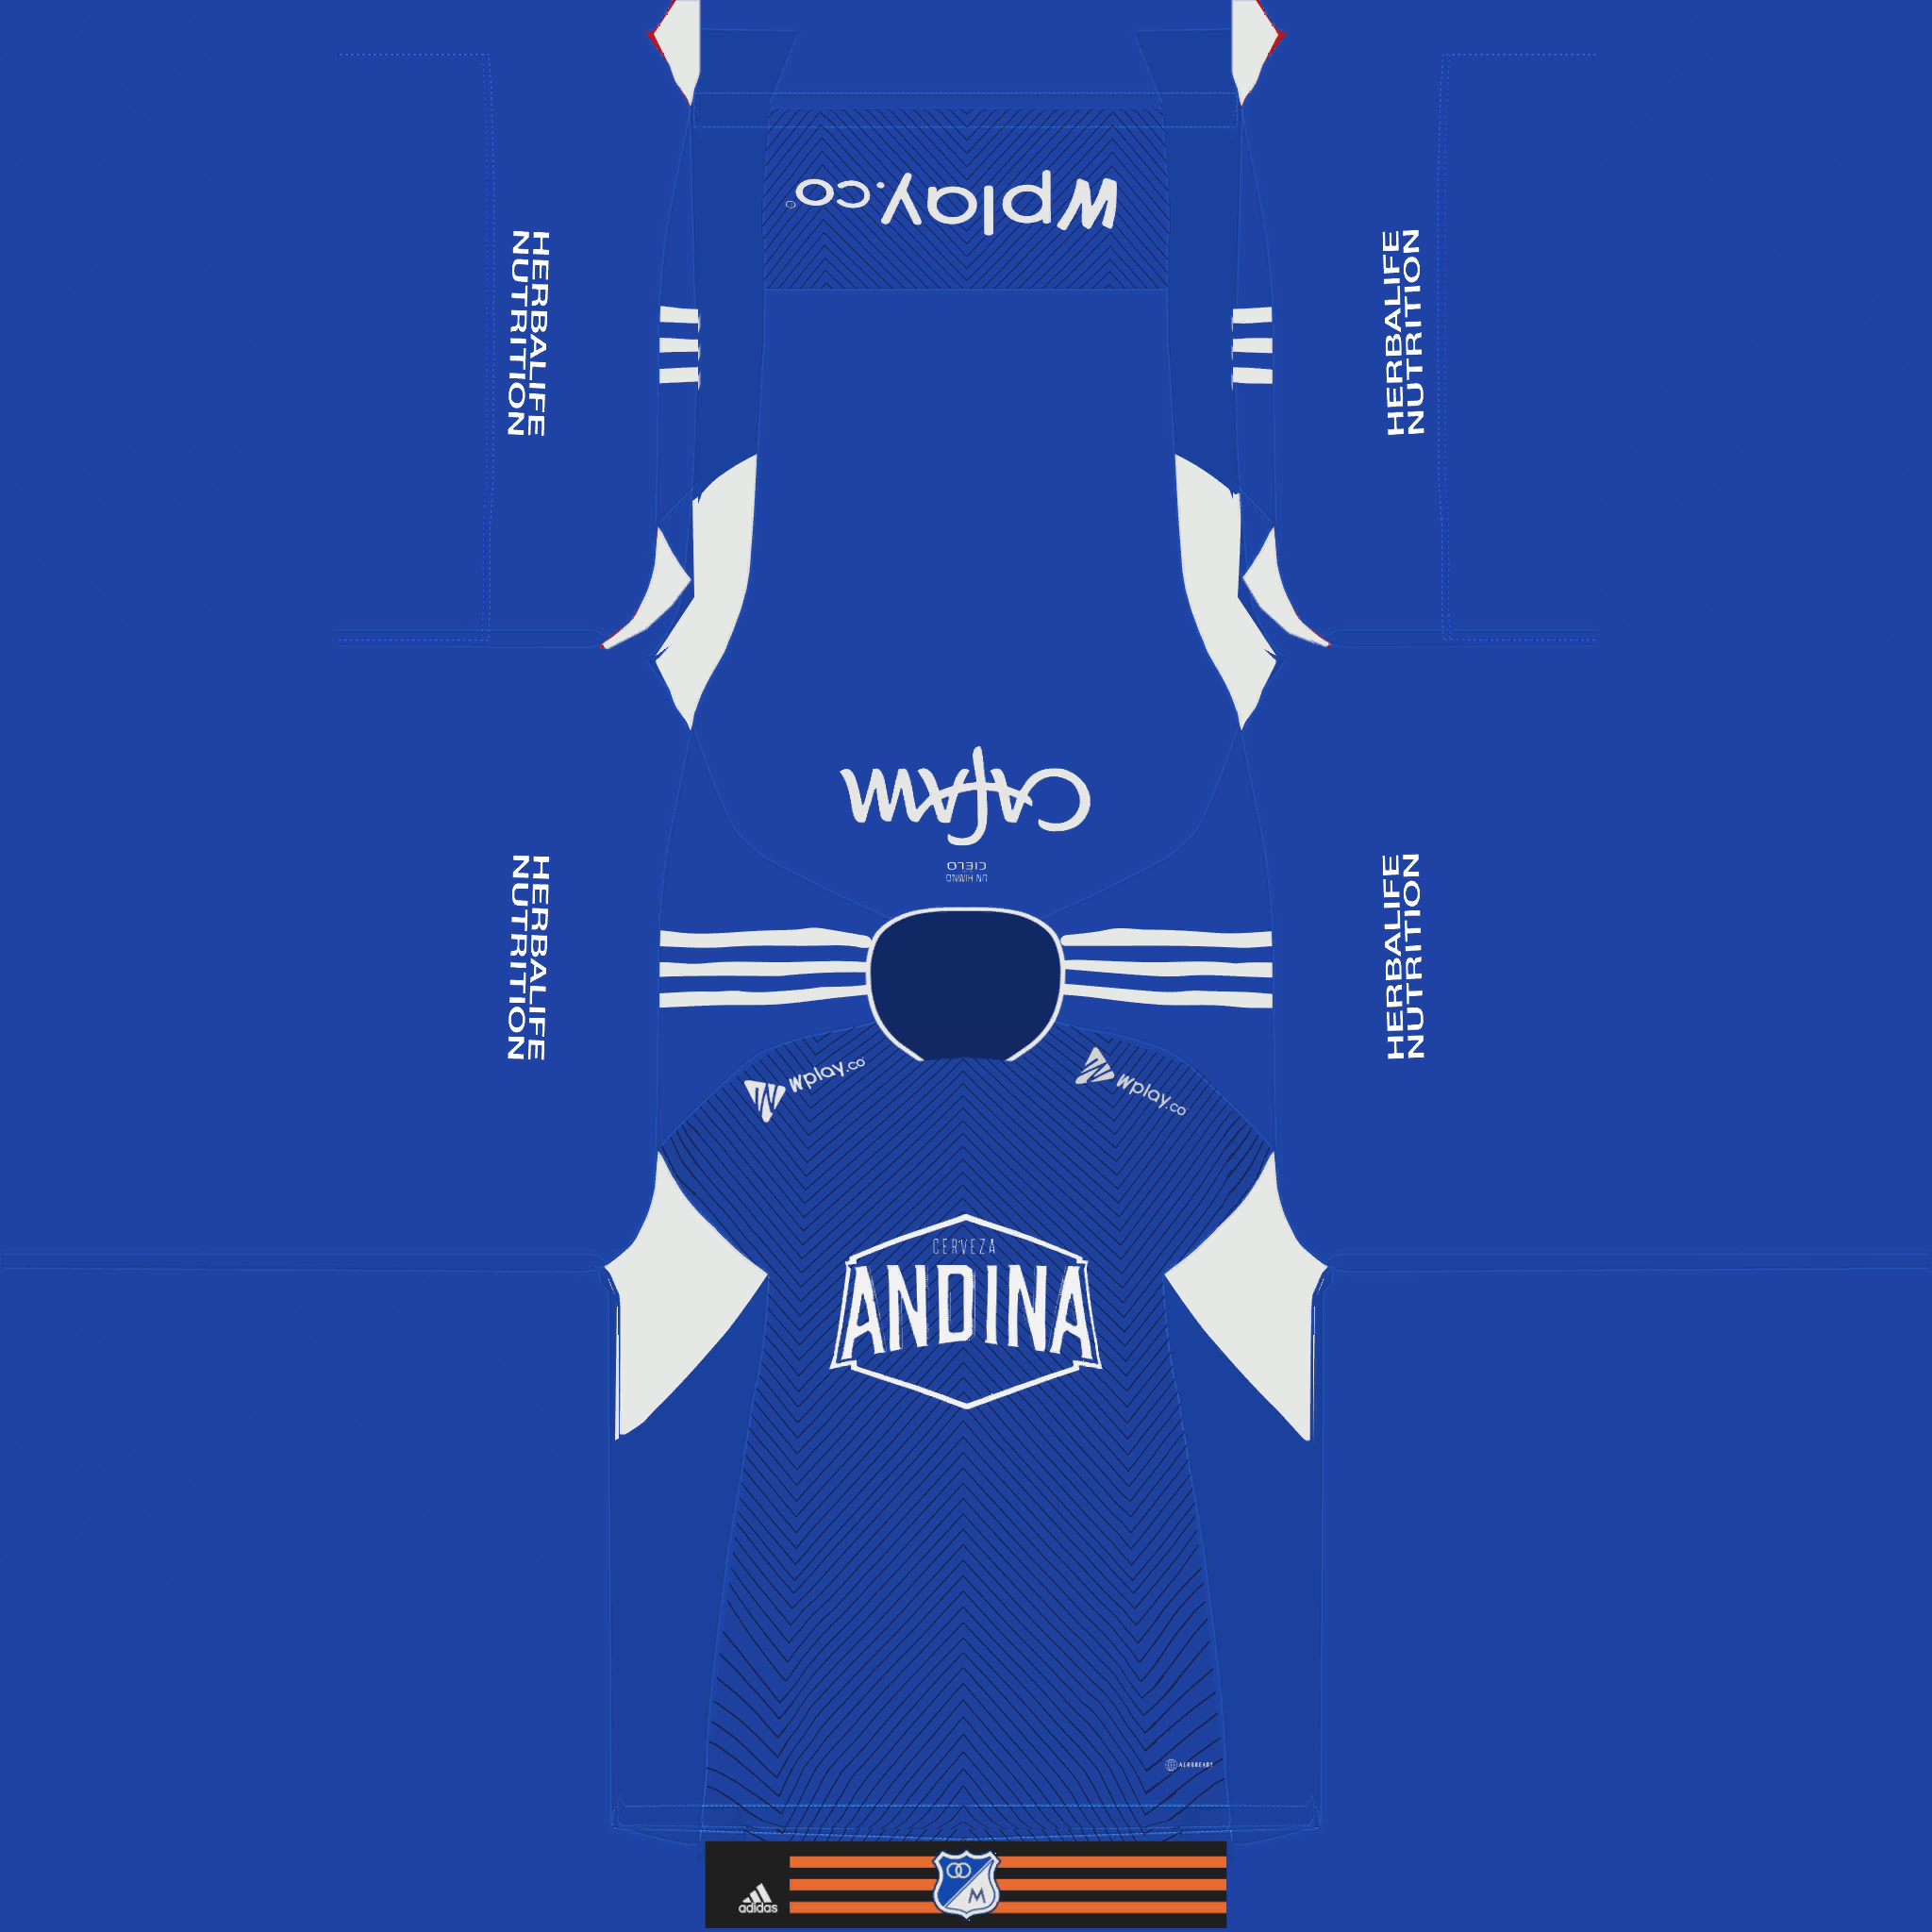 Wplay.co
HERBALIFE
NUTRITION
HERBALIFE
NUTRITION
cafam
UN MISMO
CIELO
HERBALIFE
NUTRITION
HERBALIFE
NUTRITION
Wplay.co
Wplay.co
CERVEZA
ANDINA
AEROREADY
M
adidas